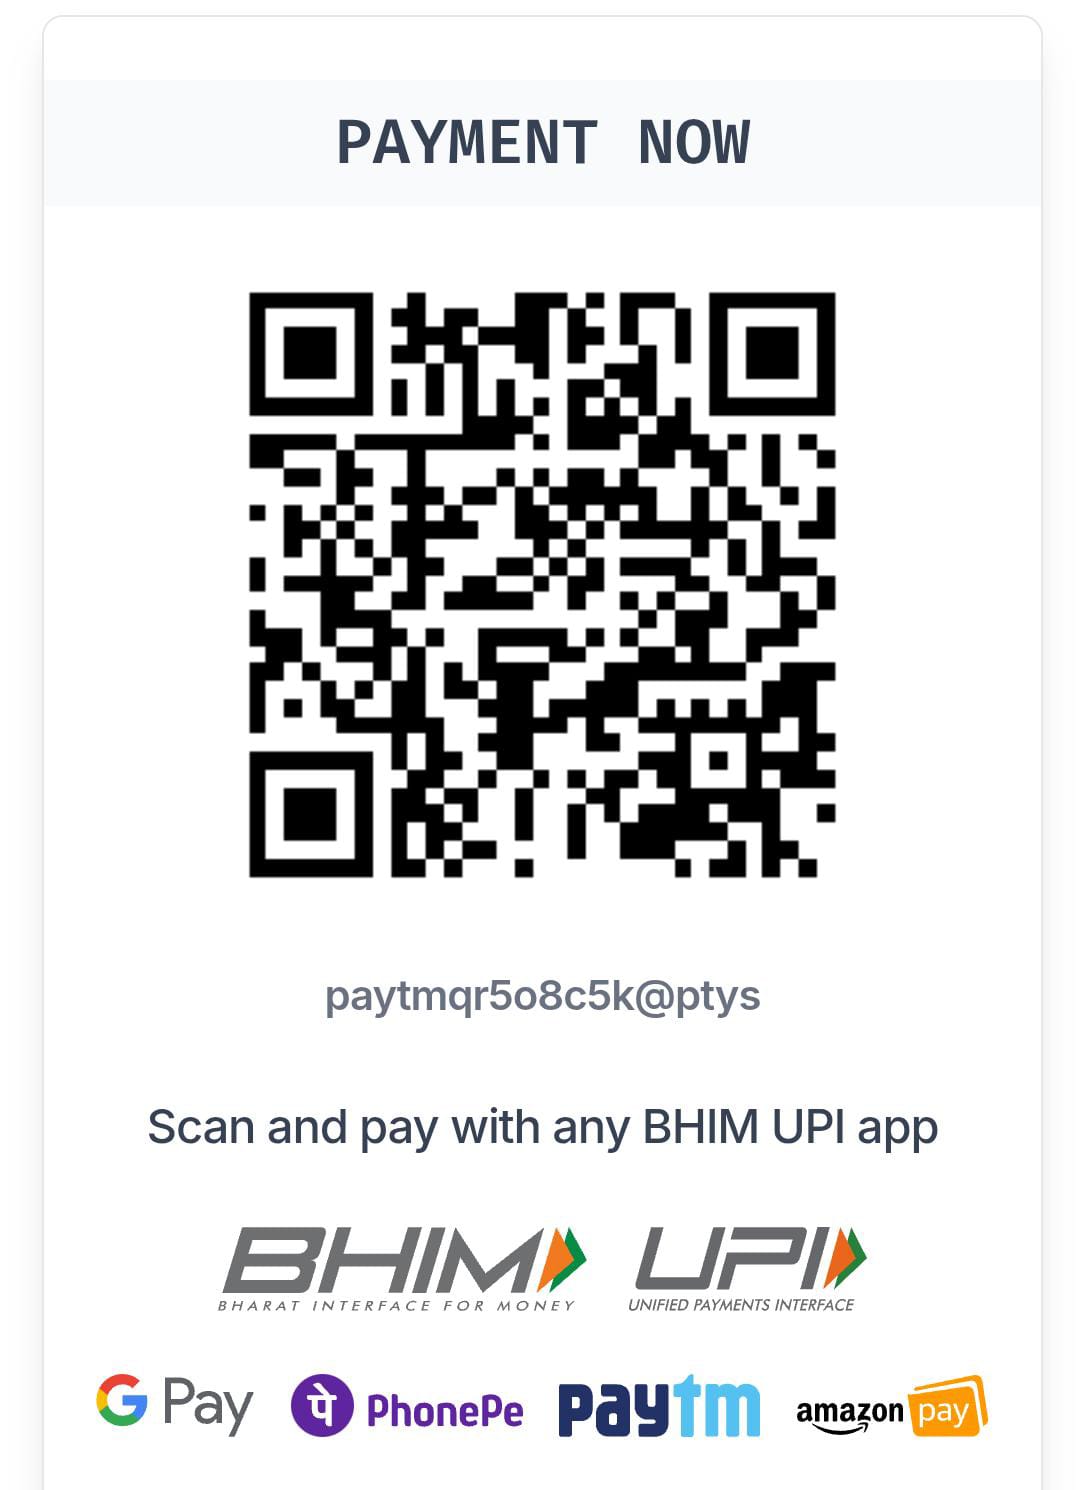 PAYMENT NOW
paytmqr5o8c5k@ptys
Scan and pay with any BHIM UPI app
BHIM UPI
BHARAT INTERFACE FOR MONEY UNIFIED PAYMENTS INTERFACE
G Pay पे PhonePe paytm amazon pay